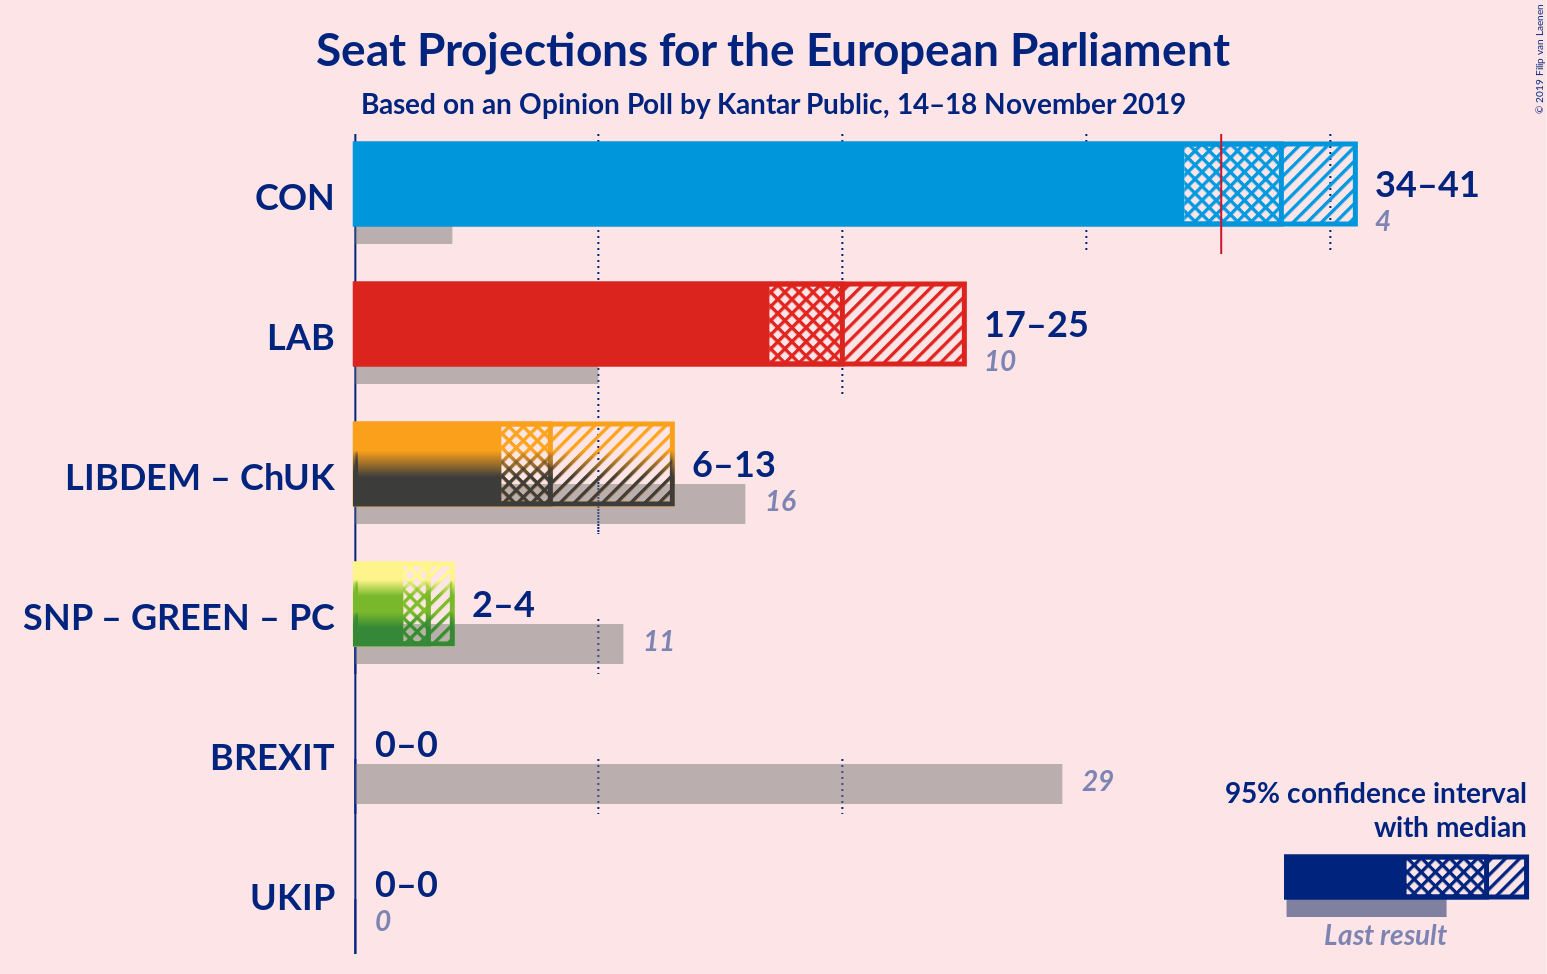 Seat Projections for the European Parliament
Based on an Opinion Poll by Kantar Public, 14–18 November 2019
© 2019 Filip van Laenen
CON
34–41
4
LAB
17–25
10
LIBDEM – ChUK
6–13
16
SNP – GREEN – PC
2–4
11
BREXIT
0–0
29
UKIP
0–0
0
95% confidence interval
with median
Last result